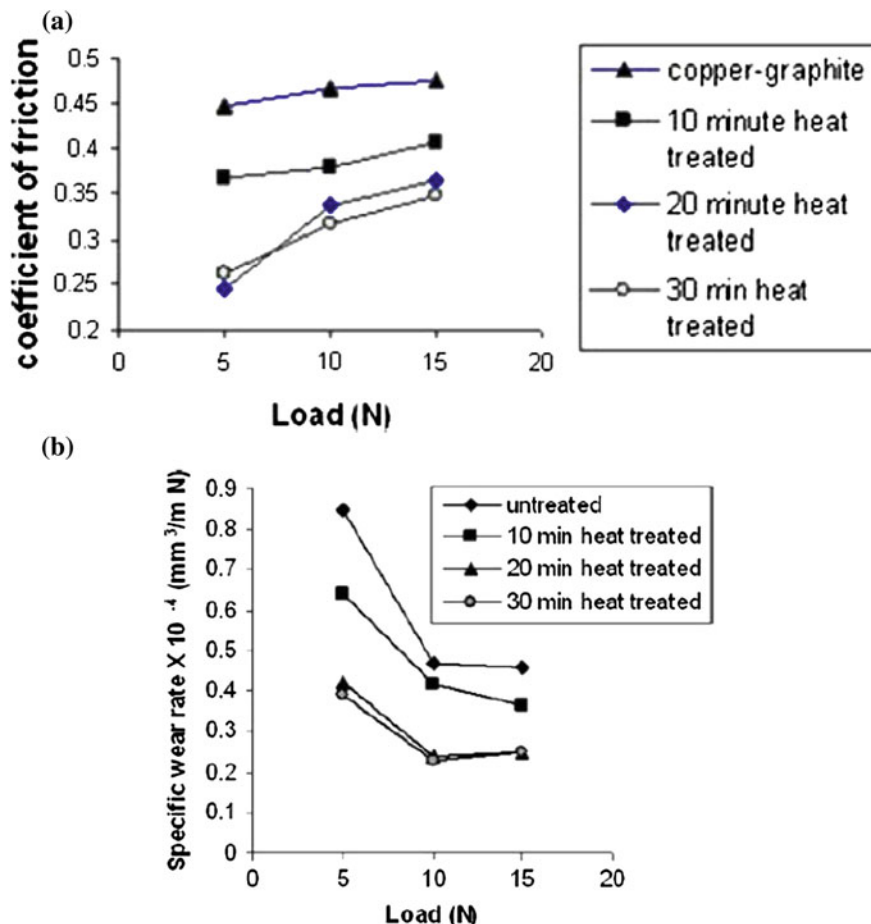 (a)
0.5
0.45
0.4
0.35
0.3
0.25
0.2
0 5 10 15 20
coefficient of friction
Load (N)
copper-graphite
10 minute heat
treated
20 minute heat
treated
30 min heat
treated
(b)
0.9
0.8
0.7
0.6
0.5
0.4
0.3
0.2
0.1
0
0 5 10 15 20
Specific wear rate X 10 ⁻⁴ (mm³/m N)
Load (N)
untreated
10 min heat treated
20 min heat treated
30 min heat treated